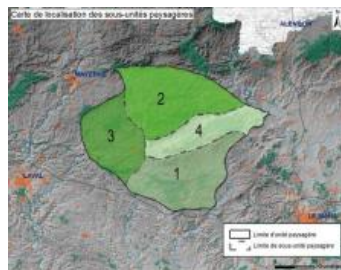 Carte de localisation des sous-unités paysagères
ALENÇON
MAYENNE
2
4
3
1
LAVAL
LE MANS
Limite d'unité paysagère
Limite de sous-unité paysagère